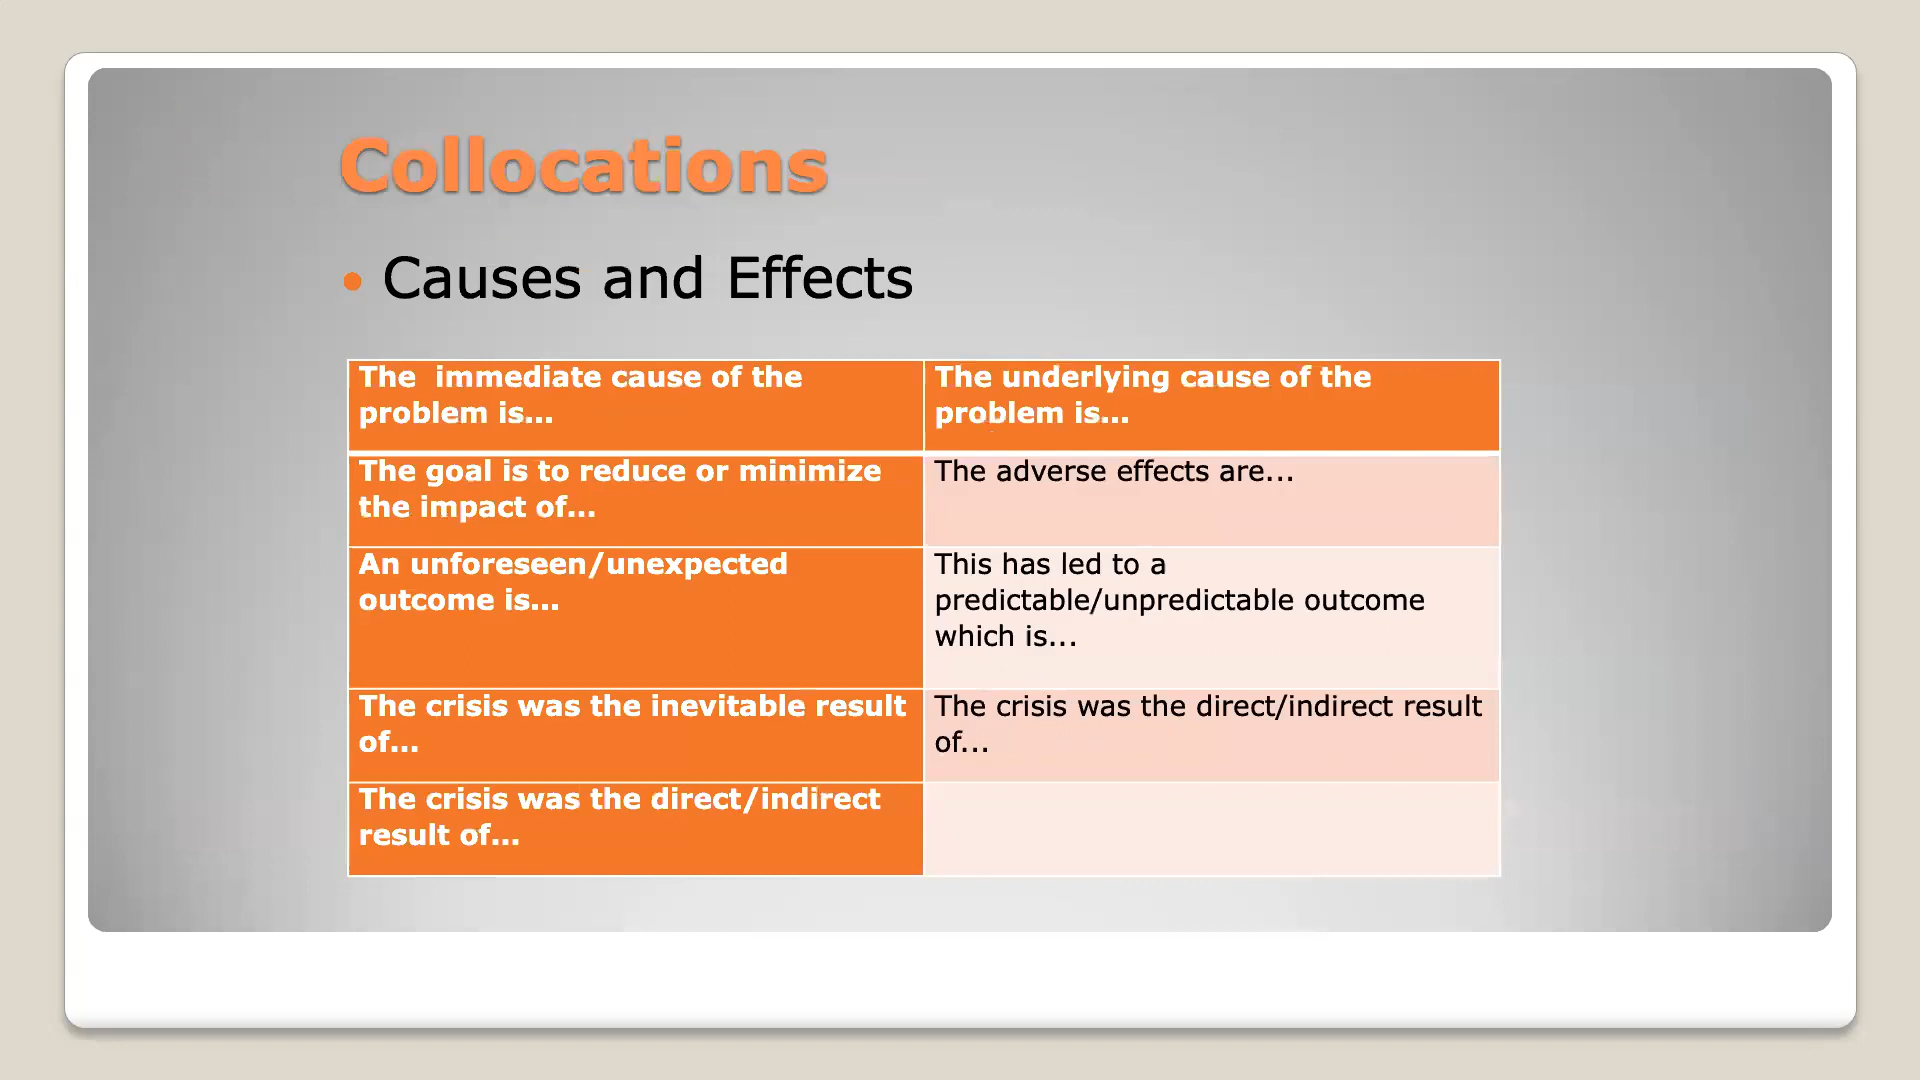 Collocations
• Causes and Effects
The  immediate cause of the
problem is...
The underlying cause of the
problem is...
The goal is to reduce or minimize
the impact of...
The adverse effects are...
An unforeseen/unexpected
outcome is...
This has led to a
predictable/unpredictable outcome
which is...
The crisis was the inevitable result
of...
The crisis was the direct/indirect result
of...
The crisis was the direct/indirect
result of...